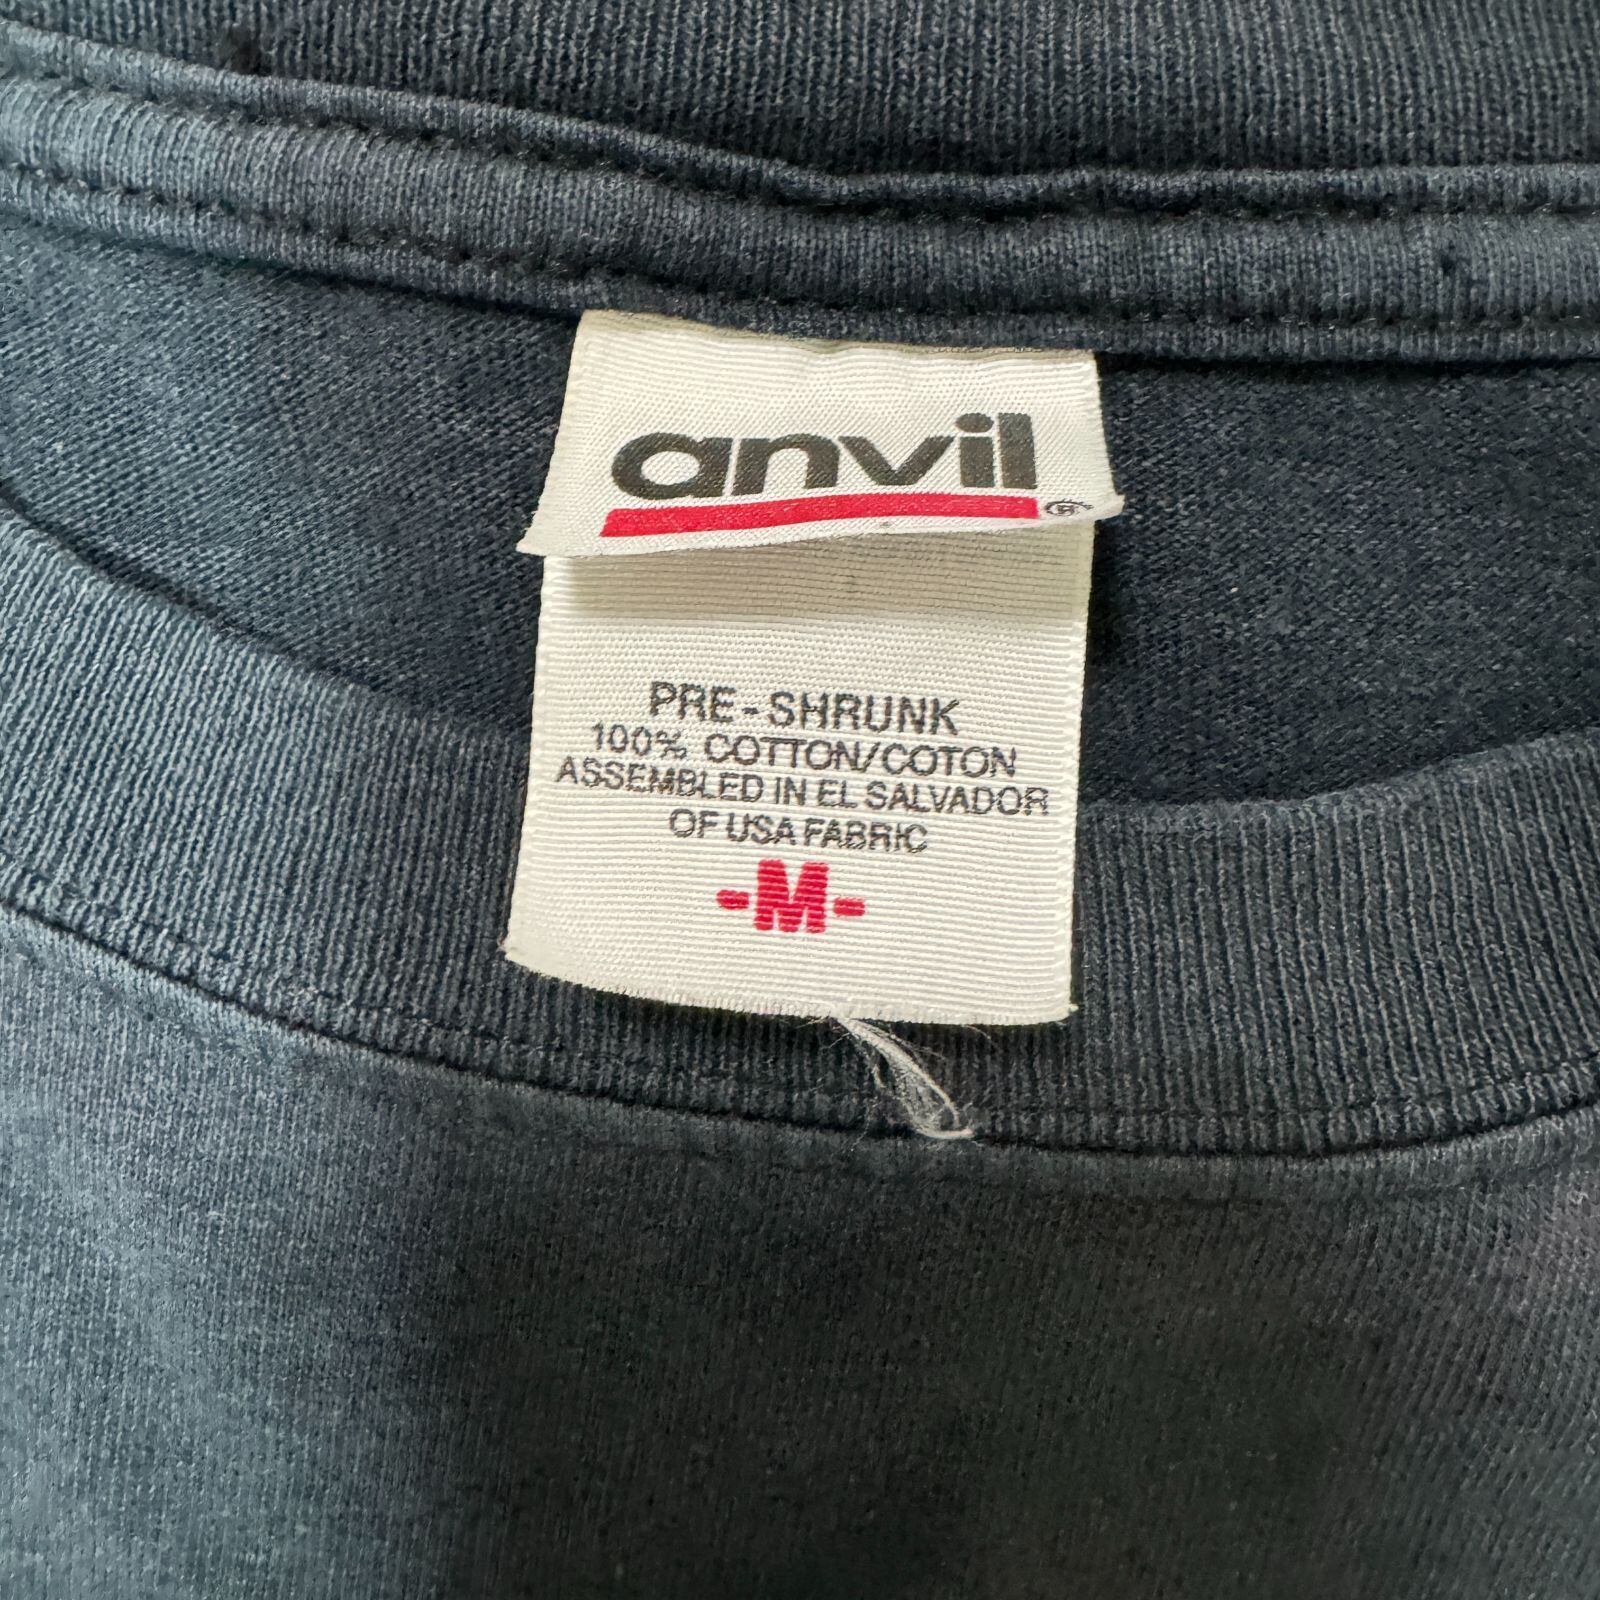 anvil®
PRE-SHRUNK
100% COTTON/COTON
ASSEMBLED IN EL SALVADOR
OF USA FABRIC
-M-